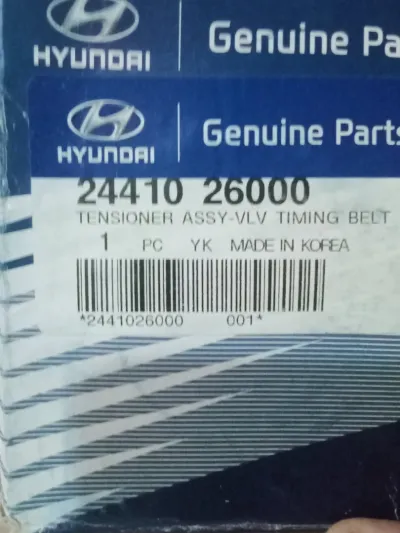 HYUNDAI
Genuine Pa
HYUNDAI
Genuine Parts
24410 26000
TENSIONER ASSY-VLV TIMING BELT
1 PC YK MADE IN KOREA
*2441026000 001*